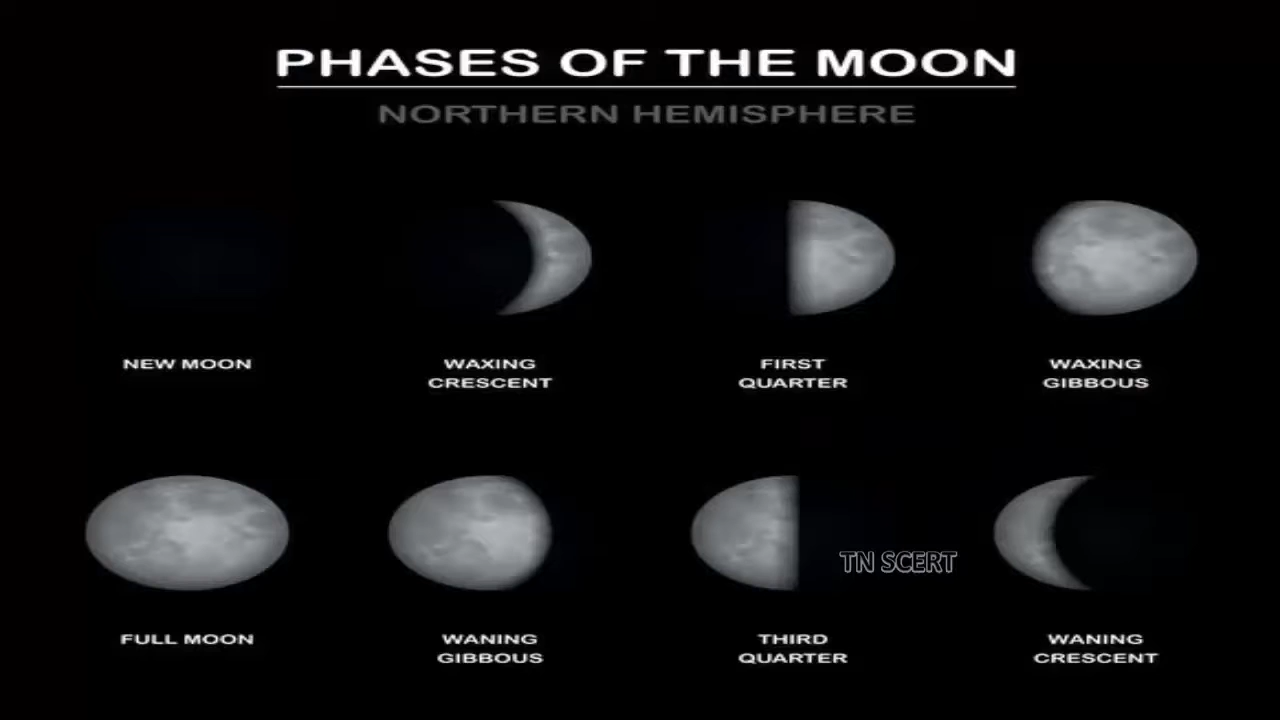 PHASES OF THE MOON
NORTHERN HEMISPHERE
NEW MOON
WAXING
CRESCENT
FIRST
QUARTER
WAXING
GIBBOUS
FULL MOON
WANING
GIBBOUS
THIRD
QUARTER
TN SCERT
WANING
CRESCENT